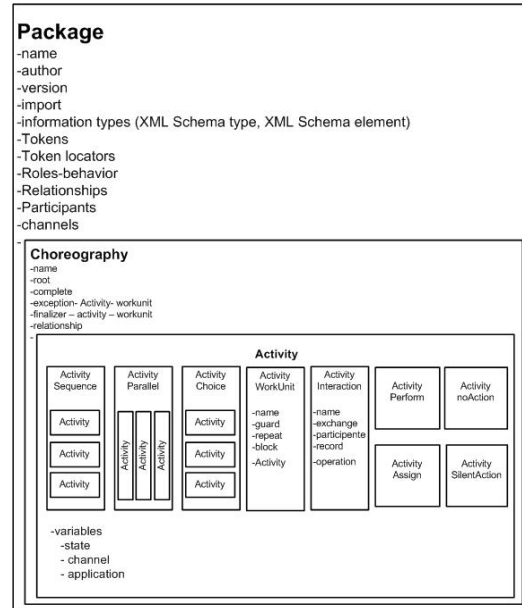 Package
-name
-author
-version
-import
-information types (XML Schema type, XML Schema element)
-Tokens
-Token locators
-Roles-behavior
-Relationships
-Participants
-channels
-
Choreography
-name
-root
-complete
-exception- Activity- workunit
-finalizer – activity – workunit
-relationship
-
Activity
Activity
Sequence
Activity
Activity
Activity
Activity
Parallel
Activity
Activity
Activity
Activity
Choice
Activity
Activity
Activity
Activity
WorkUnit
-name
-guard
-repeat
-block
-Activity
Activity
Interaction
-name
-exchange
-participente
-record
-operation
Activity
Perform
Activity
noAction
Activity
Assign
Activity
SilentAction
-variables
-state
- channel
- application